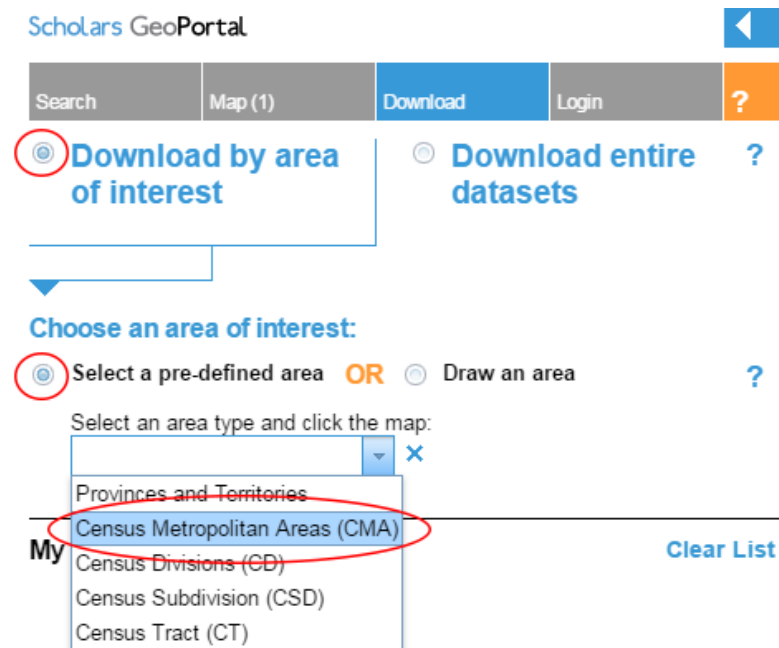 Scholars GeoPortal
Search Map (1) Download Login ?
Download by area Download entire ?
of interest datasets
Choose an area of interest:
Select a pre-defined area OR Draw an area ?
Select an area type and click the map:
Provinces and Territories
Census Metropolitan Areas (CMA)
My Clear List
Census Divisions (CD)
Census Subdivision (CSD)
Census Tract (CT)